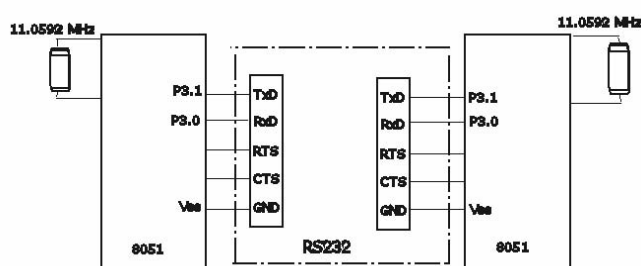 11.0592 MHz
11.0592 MHz
P3.1 TxD TxD P3.1
P3.0 RxD RxD P3.0
RTS RTS
CTS CTS
Vss GND GND Vss
8051 RS232 8051